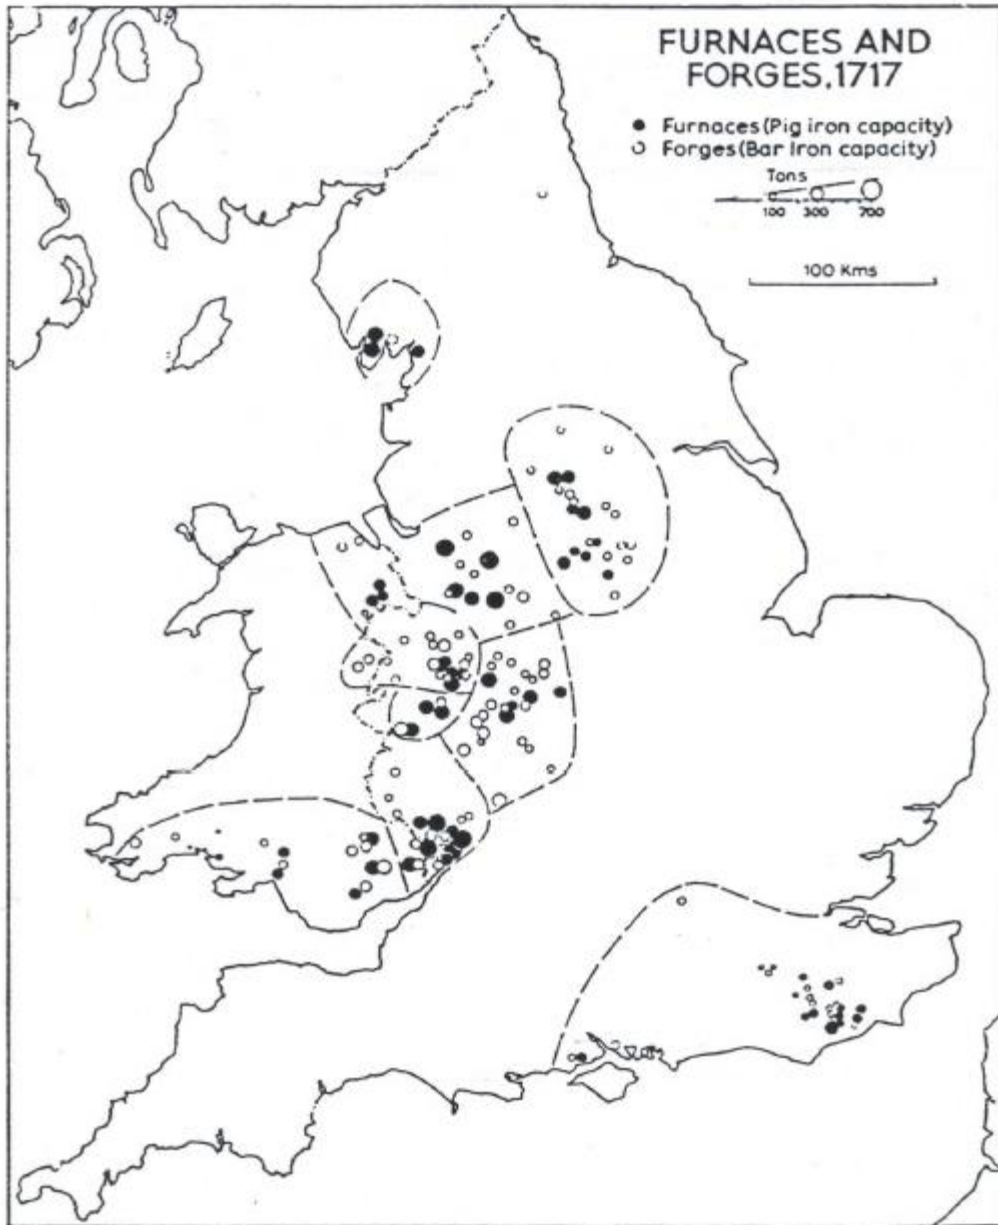 FURNACES AND
FORGES,1717
Furnaces(Pig iron capacity)
Forges(Bar Iron capacity)
Tons
100 300 700
100 Kms